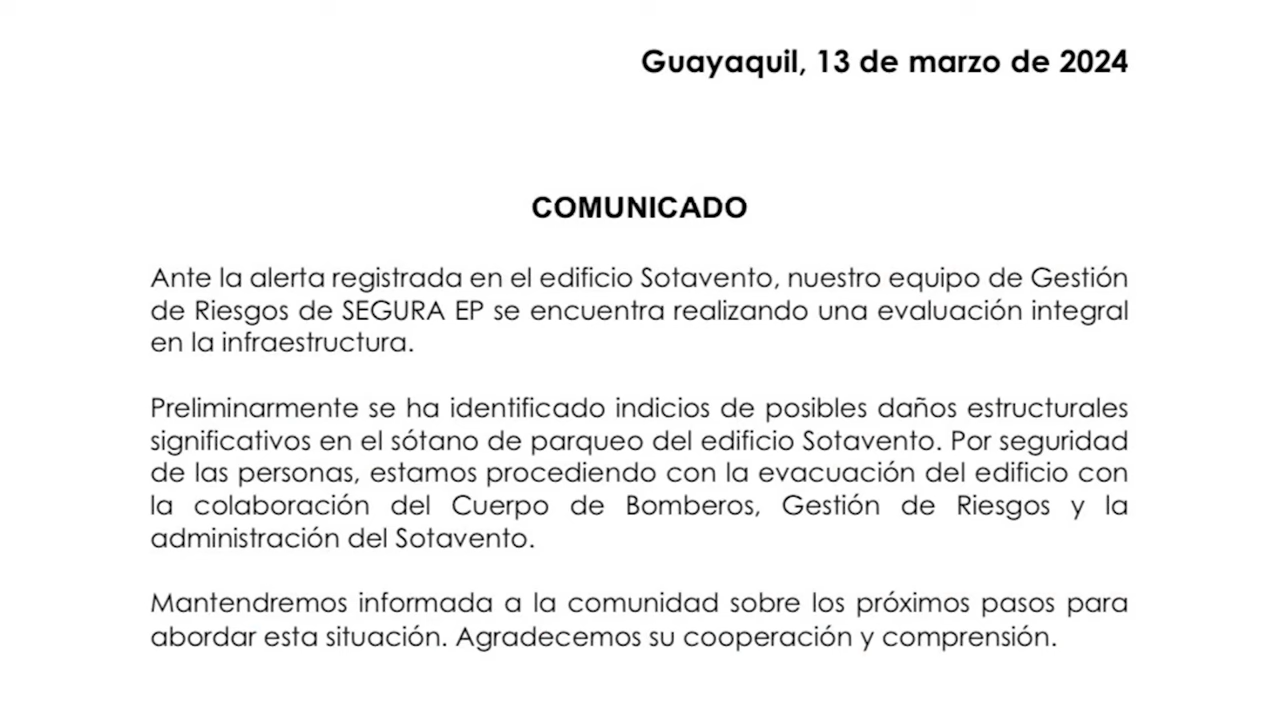 Guayaquil, 13 de marzo de 2024
COMUNICADO
Ante la alerta registrada en el edificio Sotavento, nuestro equipo de Gestión
de Riesgos de SEGURA EP se encuentra realizando una evaluación integral
en la infraestructura.
Preliminarmente se ha identificado indicios de posibles daños estructurales
significativos en el sótano de parqueo del edificio Sotavento. Por seguridad
de las personas, estamos procediendo con la evacuación del edificio con
la colaboración del Cuerpo de Bomberos, Gestión de Riesgos y la
administración del Sotavento.
Mantendremos informada a la comunidad sobre los próximos pasos para
abordar esta situación. Agradecemos su cooperación y comprensión.